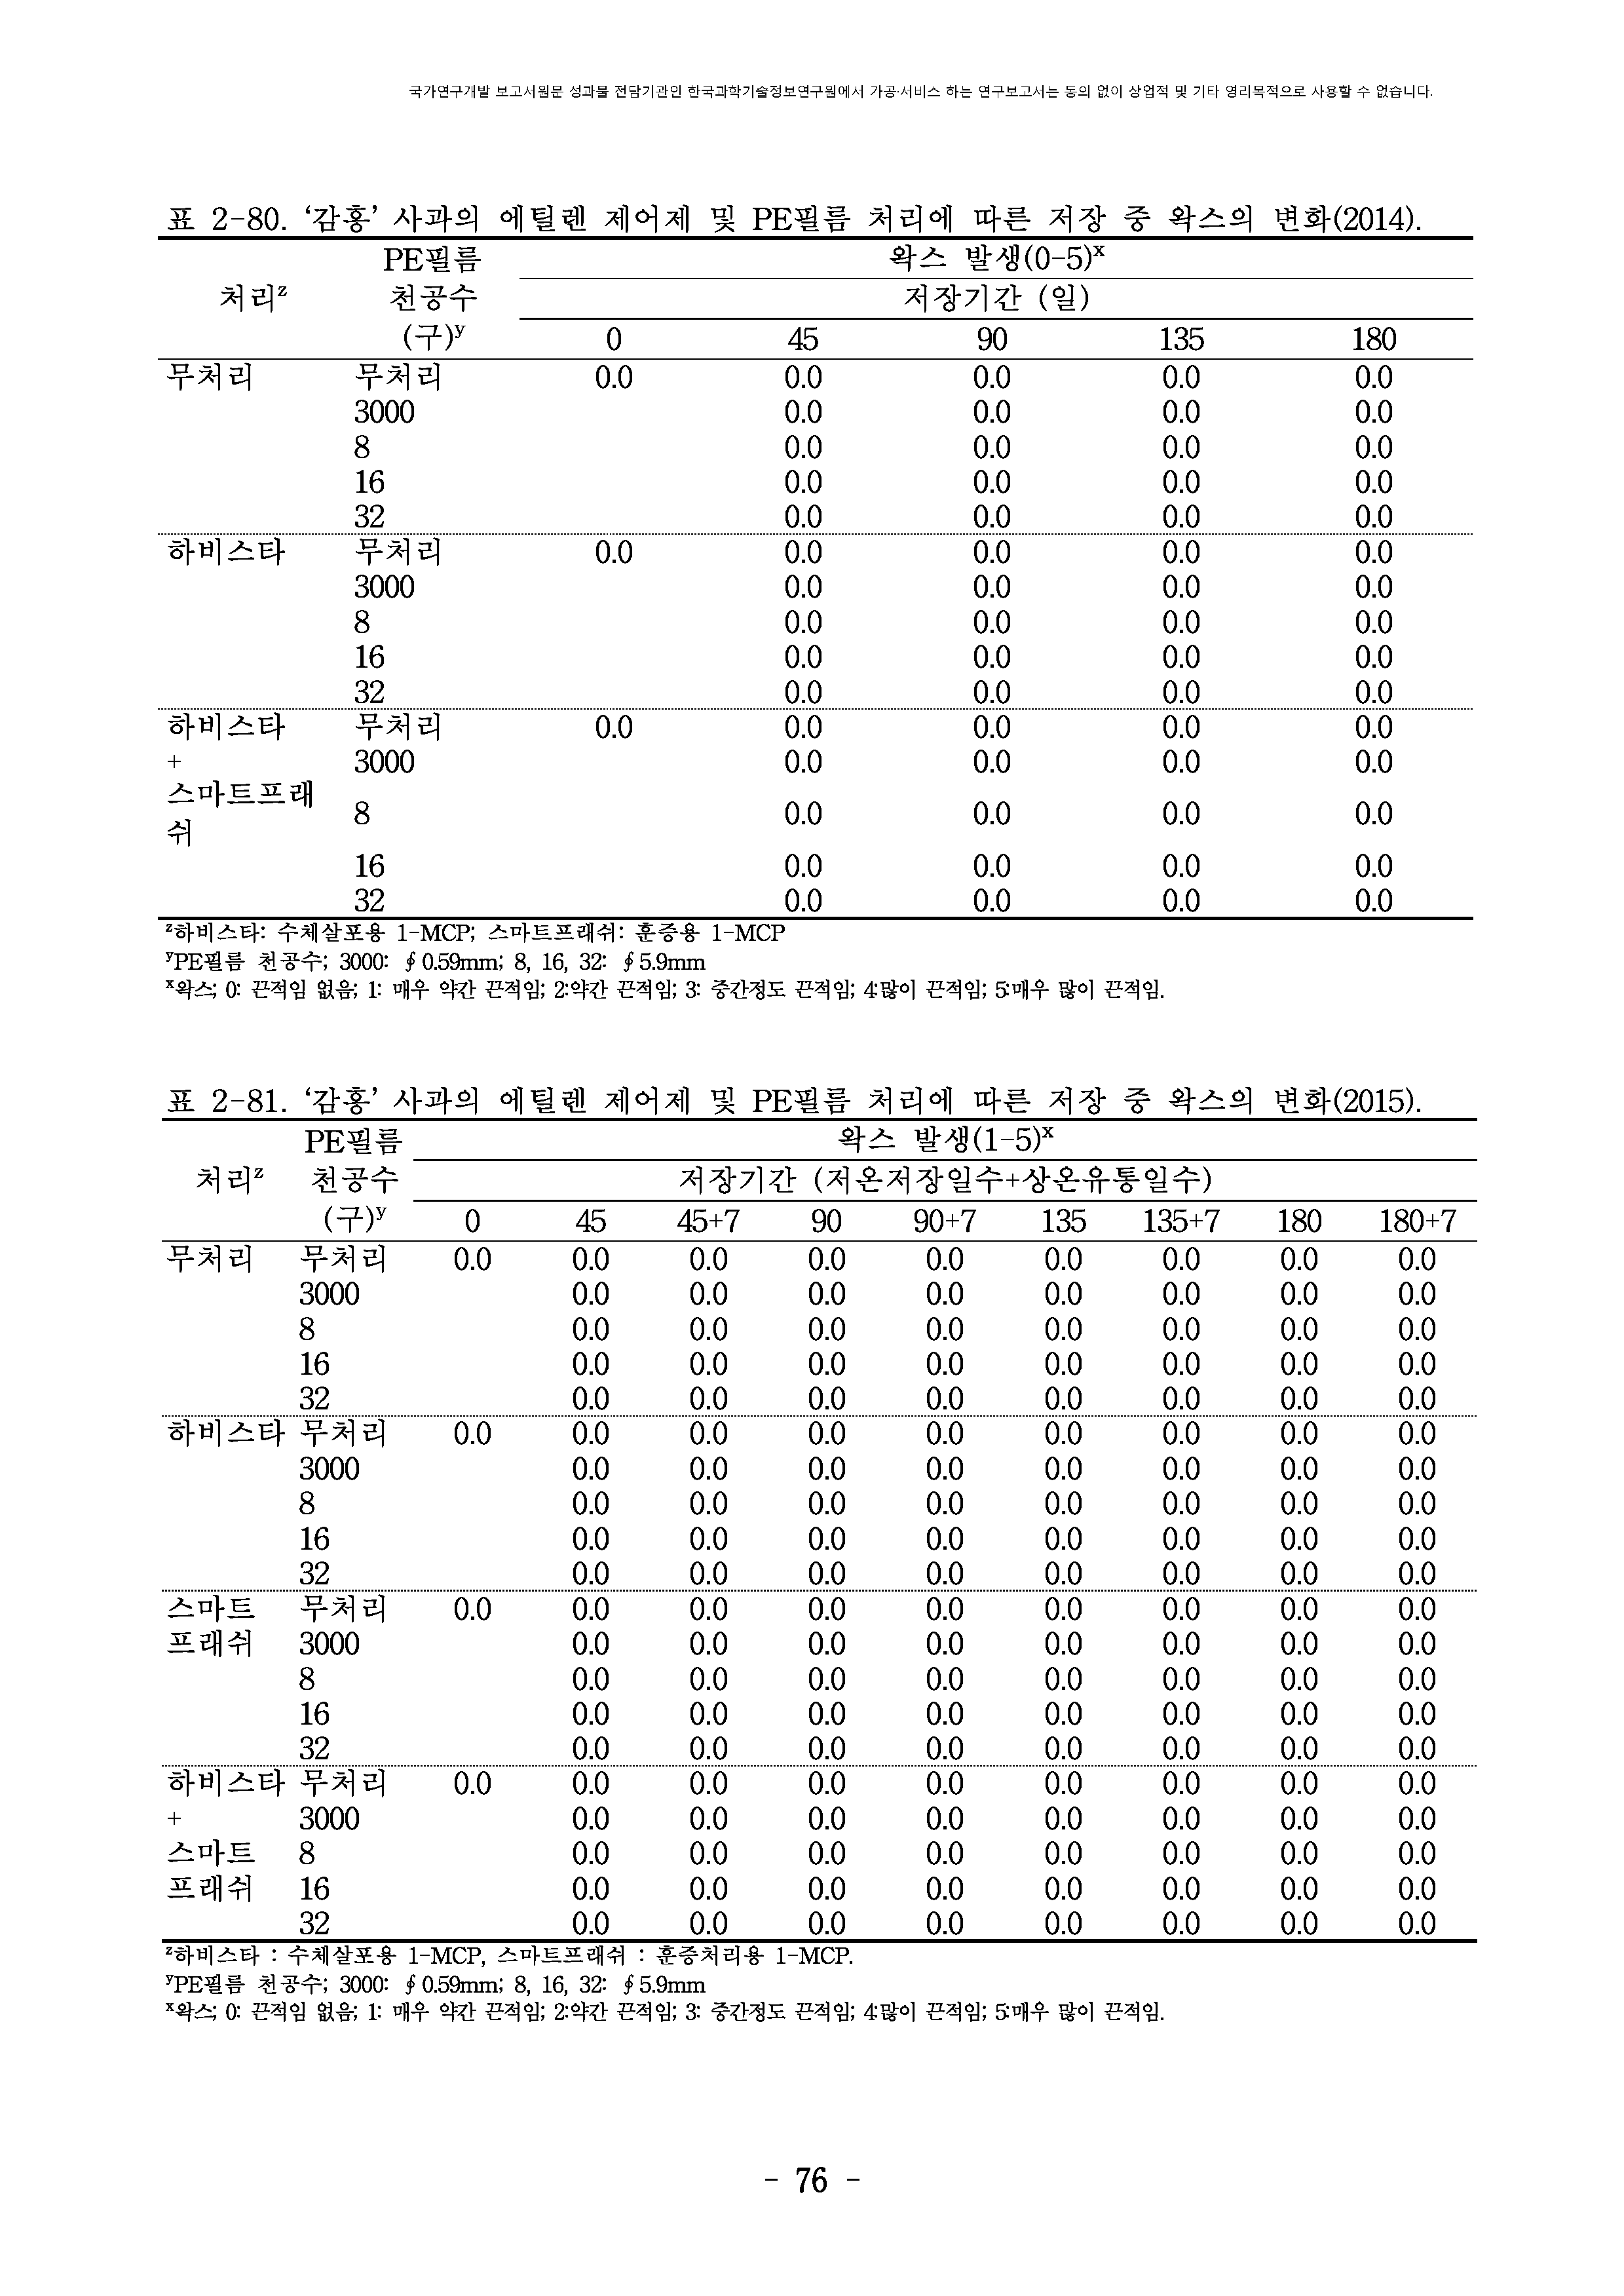 국가연구개발 보고서원문 성과물 전담기관인 한국과학기술정보연구원에서 가공·서비스 하는 연구보고서는 동의 없이 상업적 및 기타 영리목적으로 사용할 수 없습니다.
표 2-80. ‘감홍’ 사과의 에틸렌 제어제 및 PE필름 처리에 따른 저장 중 왁스의 변화(2014).
PE필름 왁스 발생(0-5)x
처리z 천공수 저장기간 (일)
(구)y 0 45 90 135 180
무처리 무처리 0.0 0.0 0.0 0.0 0.0
3000 0.0 0.0 0.0 0.0
8 0.0 0.0 0.0 0.0
16 0.0 0.0 0.0 0.0
32 0.0 0.0 0.0 0.0
하비스타 무처리 0.0 0.0 0.0 0.0 0.0
3000 0.0 0.0 0.0 0.0
8 0.0 0.0 0.0 0.0
16 0.0 0.0 0.0 0.0
32 0.0 0.0 0.0 0.0
하비스타 무처리 0.0 0.0 0.0 0.0 0.0
+ 3000 0.0 0.0 0.0 0.0
스마트프래
쉬 8 0.0 0.0 0.0 0.0
16 0.0 0.0 0.0 0.0
32 0.0 0.0 0.0 0.0
z하비스타: 수체살포용 1-MCP; 스마트프래쉬: 훈증용 1-MCP
yPE필름 천공수; 3000: ∮0.59mm; 8, 16, 32: ∮5.9mm
x왁스; 0: 끈적임 없음; 1: 매우 약간 끈적임; 2:약간 끈적임; 3: 중간정도 끈적임; 4:많이 끈적임; 5:매우 많이 끈적임.
표 2-81. ‘감홍’ 사과의 에틸렌 제어제 및 PE필름 처리에 따른 저장 중 왁스의 변화(2015).
PE필름 왁스 발생(1-5)x
처리z 천공수 저장기간 (저온저장일수+상온유통일수)
(구)y 0 45 45+7 90 90+7 135 135+7 180 180+7
무처리 무처리 0.0 0.0 0.0 0.0 0.0 0.0 0.0 0.0 0.0
3000 0.0 0.0 0.0 0.0 0.0 0.0 0.0 0.0
8 0.0 0.0 0.0 0.0 0.0 0.0 0.0 0.0
16 0.0 0.0 0.0 0.0 0.0 0.0 0.0 0.0
32 0.0 0.0 0.0 0.0 0.0 0.0 0.0 0.0
하비스타 무처리 0.0 0.0 0.0 0.0 0.0 0.0 0.0 0.0 0.0
3000 0.0 0.0 0.0 0.0 0.0 0.0 0.0 0.0
8 0.0 0.0 0.0 0.0 0.0 0.0 0.0 0.0
16 0.0 0.0 0.0 0.0 0.0 0.0 0.0 0.0
32 0.0 0.0 0.0 0.0 0.0 0.0 0.0 0.0
스마트 무처리 0.0 0.0 0.0 0.0 0.0 0.0 0.0 0.0 0.0
프래쉬 3000 0.0 0.0 0.0 0.0 0.0 0.0 0.0 0.0
8 0.0 0.0 0.0 0.0 0.0 0.0 0.0 0.0
16 0.0 0.0 0.0 0.0 0.0 0.0 0.0 0.0
32 0.0 0.0 0.0 0.0 0.0 0.0 0.0 0.0
하비스타 무처리 0.0 0.0 0.0 0.0 0.0 0.0 0.0 0.0 0.0
+ 3000 0.0 0.0 0.0 0.0 0.0 0.0 0.0 0.0
스마트 8 0.0 0.0 0.0 0.0 0.0 0.0 0.0 0.0
프래쉬 16 0.0 0.0 0.0 0.0 0.0 0.0 0.0 0.0
32 0.0 0.0 0.0 0.0 0.0 0.0 0.0 0.0
z하비스타 : 수체살포용 1-MCP, 스마트프래쉬 : 훈증처리용 1-MCP.
yPE필름 천공수; 3000: ∮0.59mm; 8, 16, 32: ∮5.9mm
x왁스; 0: 끈적임 없음; 1: 매우 약간 끈적임; 2:약간 끈적임; 3: 중간정도 끈적임; 4:많이 끈적임; 5:매우 많이 끈적임.
- 76 -